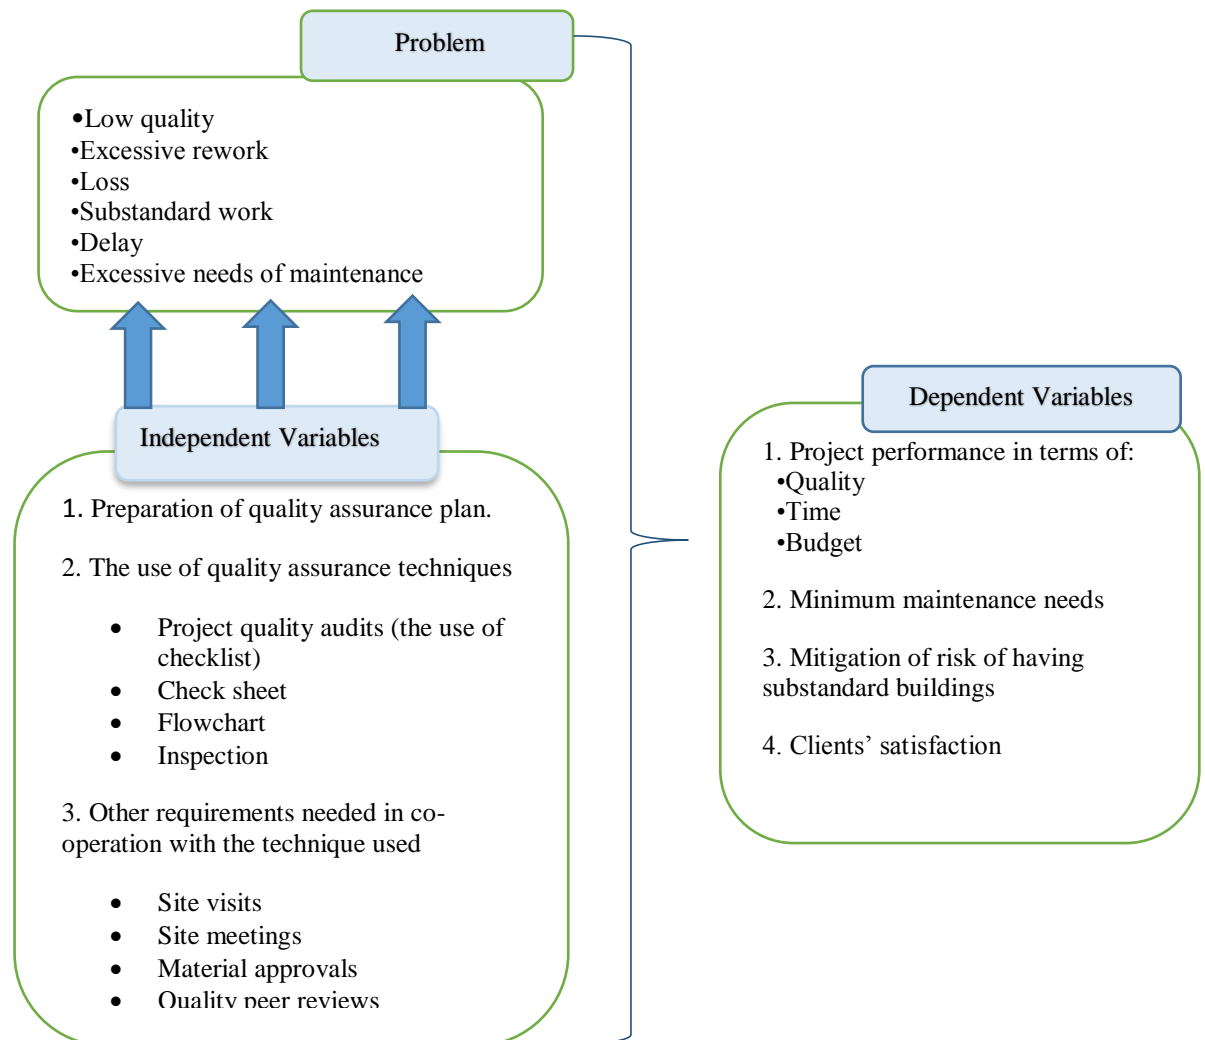 Problem
•Low quality
•Excessive rework
•Loss
•Substandard work
•Delay
•Excessive needs of maintenance
Independent Variables
1. Preparation of quality assurance plan.
2. The use of quality assurance techniques
• Project quality audits (the use of
checklist)
• Check sheet
• Flowchart
• Inspection
3. Other requirements needed in co-
operation with the technique used
• Site visits
• Site meetings
• Material approvals
• Quality peer reviews
Dependent Variables
1. Project performance in terms of:
•Quality
•Time
•Budget
2. Minimum maintenance needs
3. Mitigation of risk of having
substandard buildings
4. Clients’ satisfaction